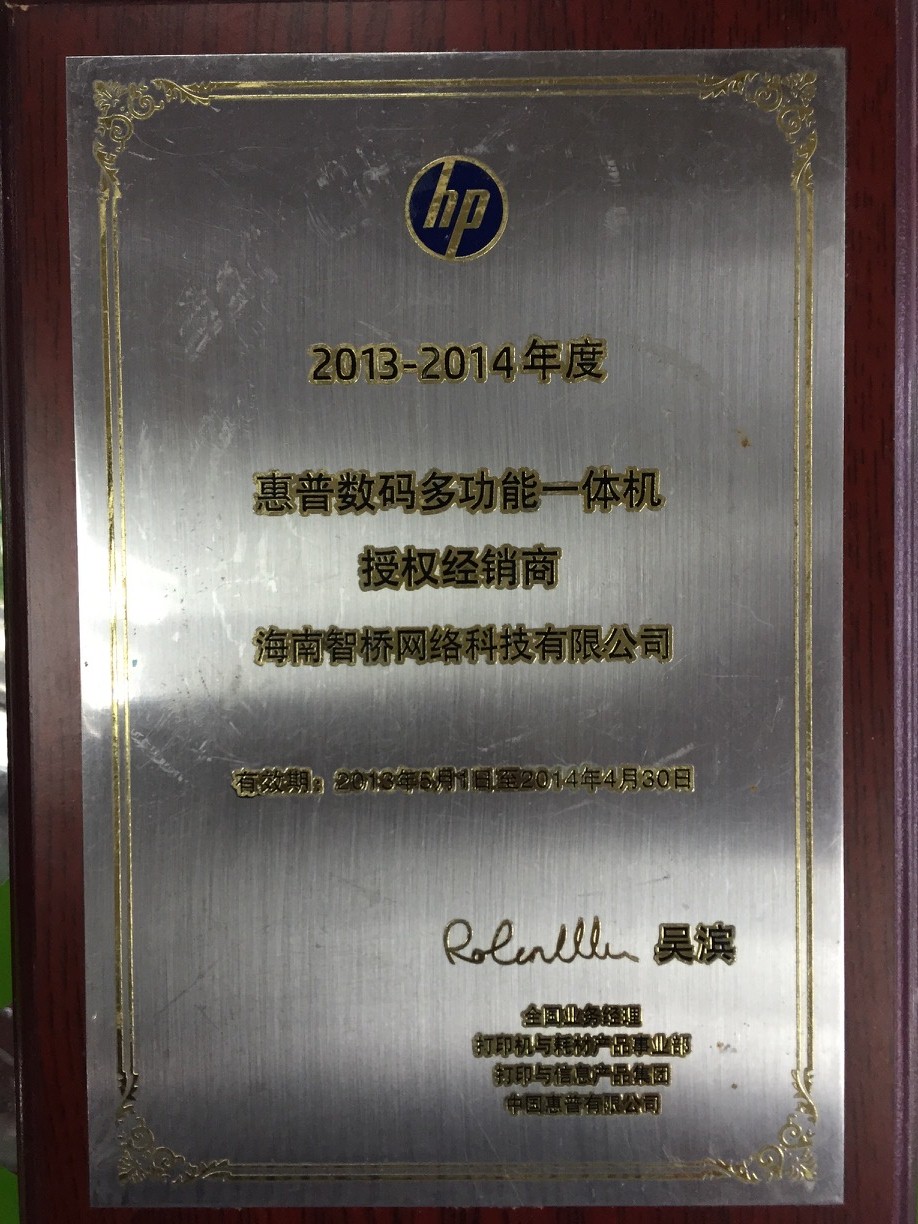 hp
2013-2014年度
惠普数码多功能一体机
授权经销商
海南智桥网络科技有限公司
有效期：2013年5月1日至2014年4月30日
吴滨
全国业务经理
打印机与耗材产品事业部
打印与信息产品集团
中国惠普有限公司